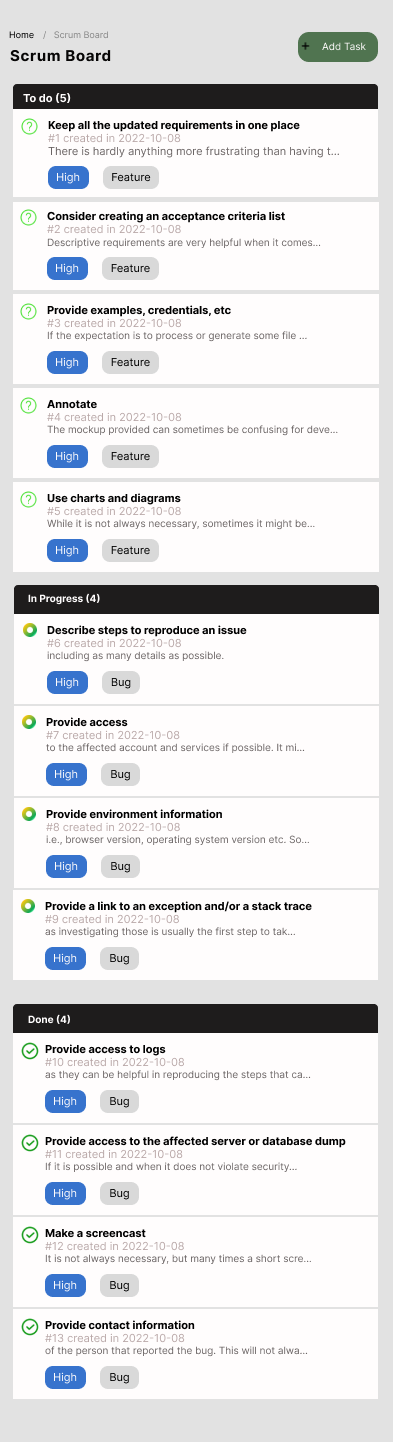 Home / Scrum Board
Scrum Board
+ Add Task
To do (5)
Keep all the updated requirements in one place
#1 created in 2022-10-08
There is hardly anything more frustrating than having t...
High Feature
Consider creating an acceptance criteria list
#2 created in 2022-10-08
Descriptive requirements are very helpful when it comes...
High Feature
Provide examples, credentials, etc
#3 created in 2022-10-08
If the expectation is to process or generate some file ...
High Feature
Annotate
#4 created in 2022-10-08
The mockup provided can sometimes be confusing for deve...
High Feature
Use charts and diagrams
#5 created in 2022-10-08
While it is not always necessary, sometimes it might be...
High Feature
In Progress (4)
Describe steps to reproduce an issue
#6 created in 2022-10-08
including as many details as possible.
High Bug
Provide access
#7 created in 2022-10-08
to the affected account and services if possible. It mi...
High Bug
Provide environment information
#8 created in 2022-10-08
i.e., browser version, operating system version etc. So...
High Bug
Provide a link to an exception and/or a stack trace
#9 created in 2022-10-08
as investigating those is usually the first step to tak...
High Bug
Done (4)
Provide access to logs
#10 created in 2022-10-08
as they can be helpful in reproducing the steps that ca...
High Bug
Provide access to the affected server or database dump
#11 created in 2022-10-08
If it is possible and when it does not violate security...
High Bug
Make a screencast
#12 created in 2022-10-08
It is not always necessary, but many times a short scre...
High Bug
Provide contact information
#13 created in 2022-10-08
of the person that reported the bug. This will not alwa...
High Bug